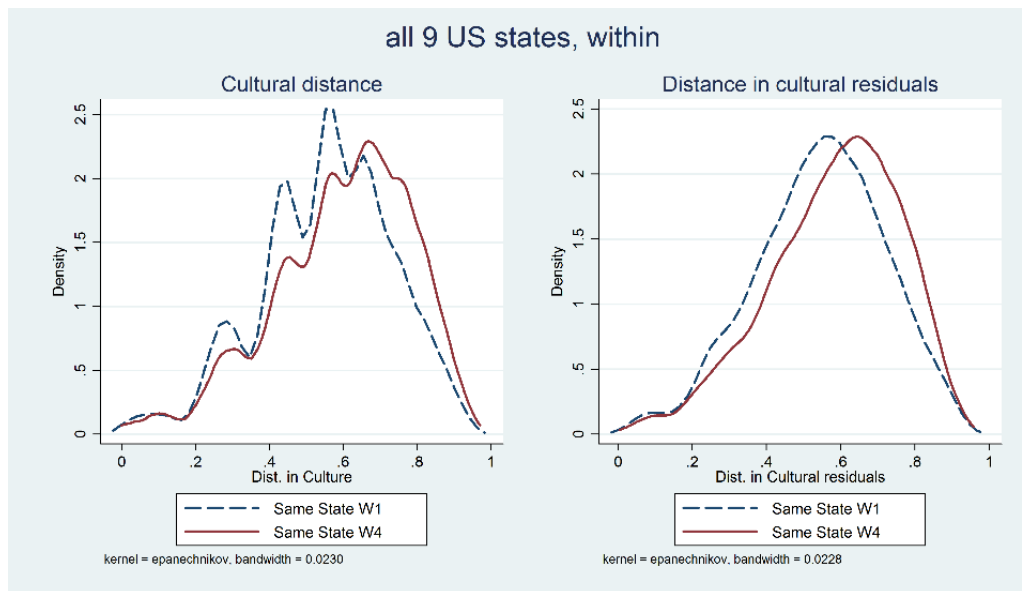 all 9 US states, within
Cultural distance
Density
0
.5
1
1.5
2
2.5
0
.2
.4
.6
.8
1
Dist. in Culture
Same State W1
Same State W4
kernel = epanechnikov, bandwidth = 0.0230
Distance in cultural residuals
Density
0
.5
1
1.5
2
2.5
0
.2
.4
.6
.8
1
Dist. in Cultural residuals
Same State W1
Same State W4
kernel = epanechnikov, bandwidth = 0.0228